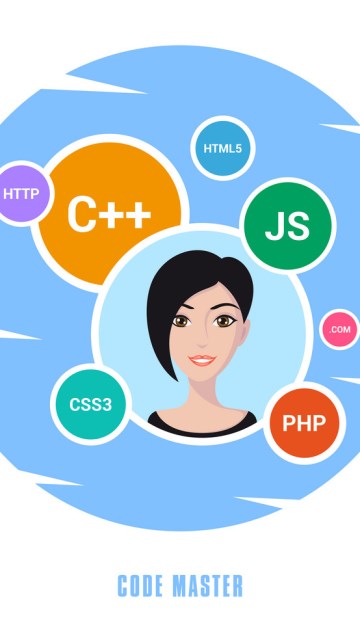 HTML5
HTTP
C++
JS
.COM
CSS3
PHP
CODE MASTER